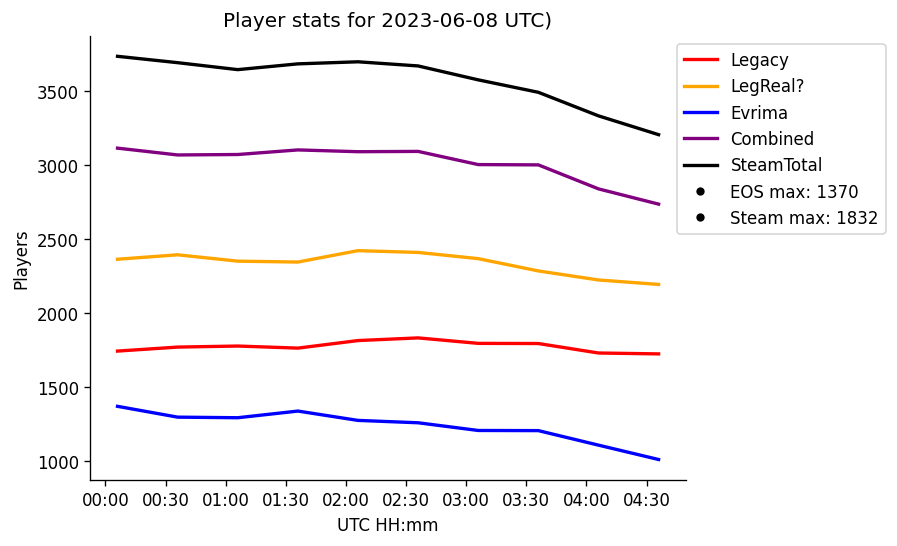 Player stats for 2023-06-08 UTC)
Legacy
LegReal?
Evrima
Combined
SteamTotal
EOS max: 1370
Steam max: 1832
Players
3500
3000
2500
2000
1500
1000
00:00 00:30 01:00 01:30 02:00 02:30 03:00 03:30 04:00 04:30
UTC HH:mm